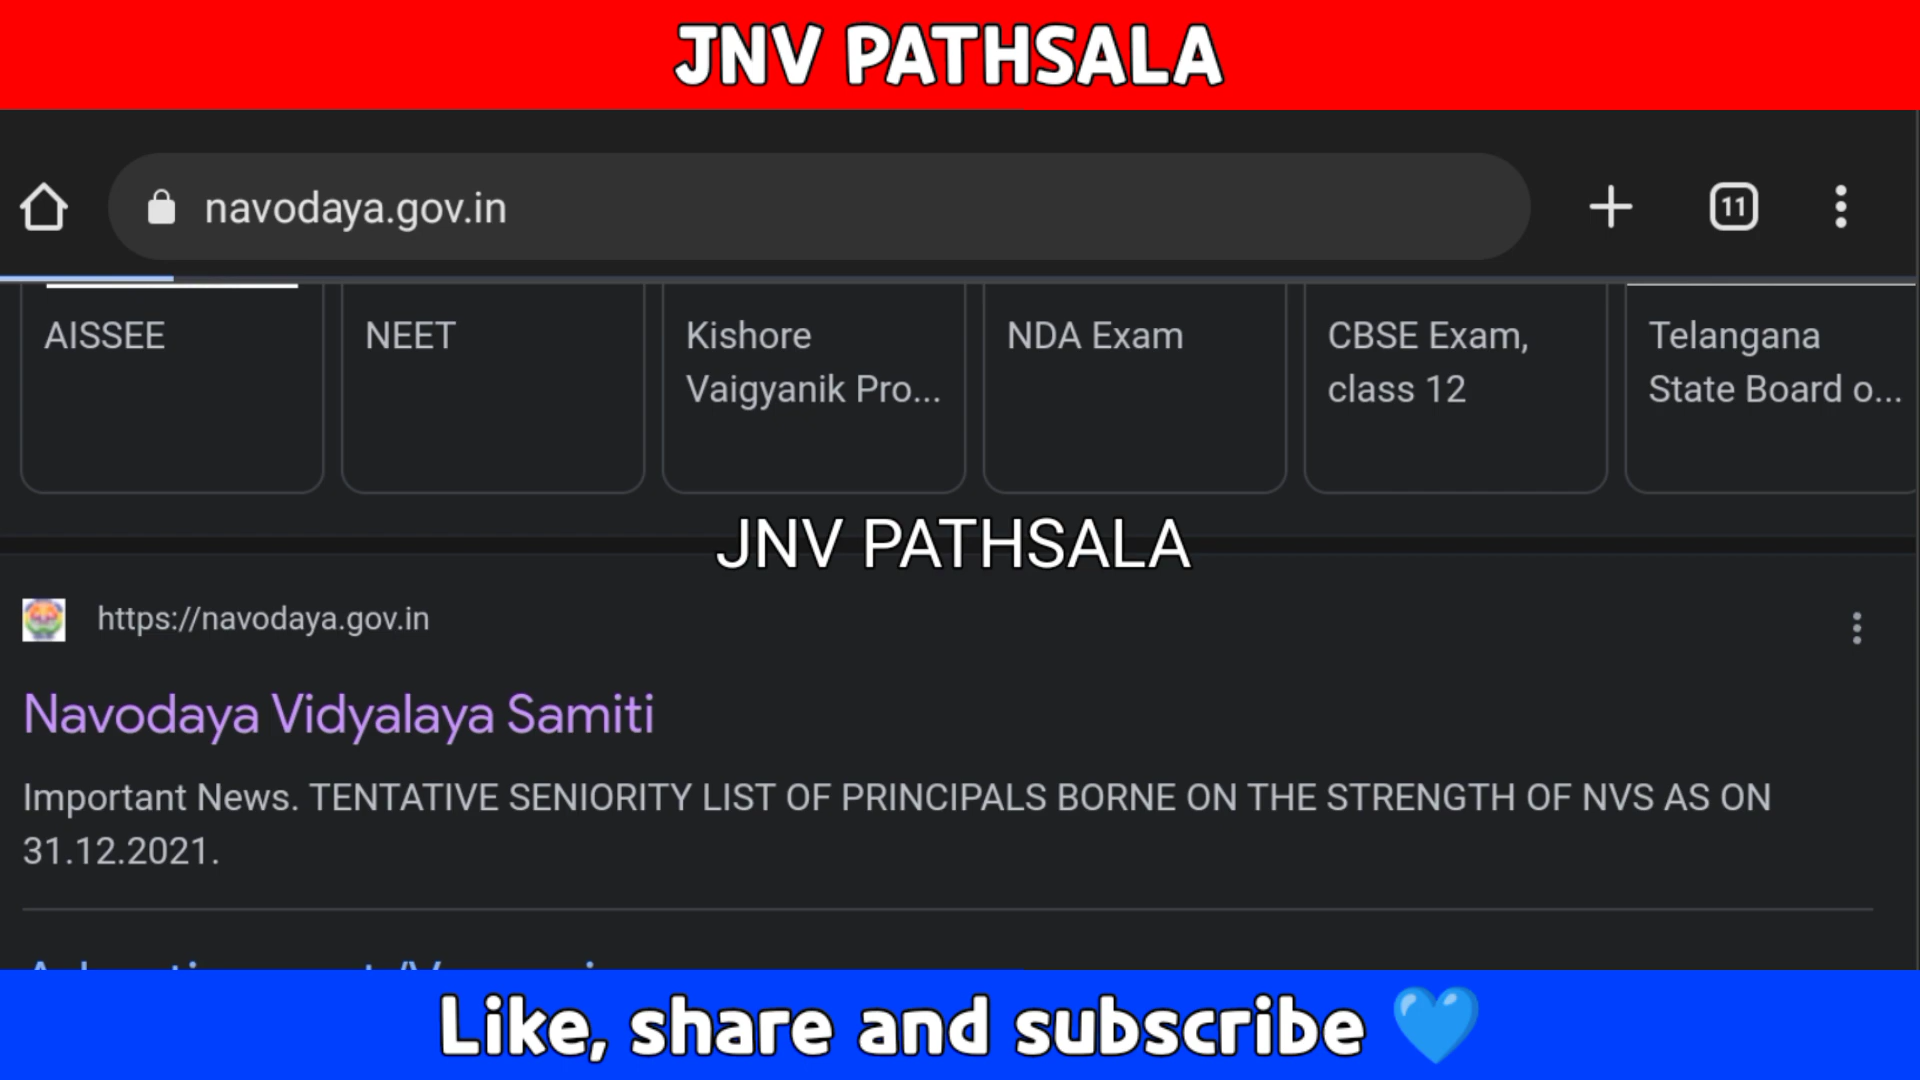 JNV PATHSALA
navodaya.gov.in
11
AISSEE
NEET
Kishore
Vaigyanik Pro...
NDA Exam
CBSE Exam,
class 12
Telangana
State Board o...
JNV PATHSALA
https://navodaya.gov.in
Navodaya Vidyalaya Samiti
Important News. TENTATIVE SENIORITY LIST OF PRINCIPALS BORNE ON THE STRENGTH OF NVS AS ON
31.12.2021.
Like, share and subscribe 💙